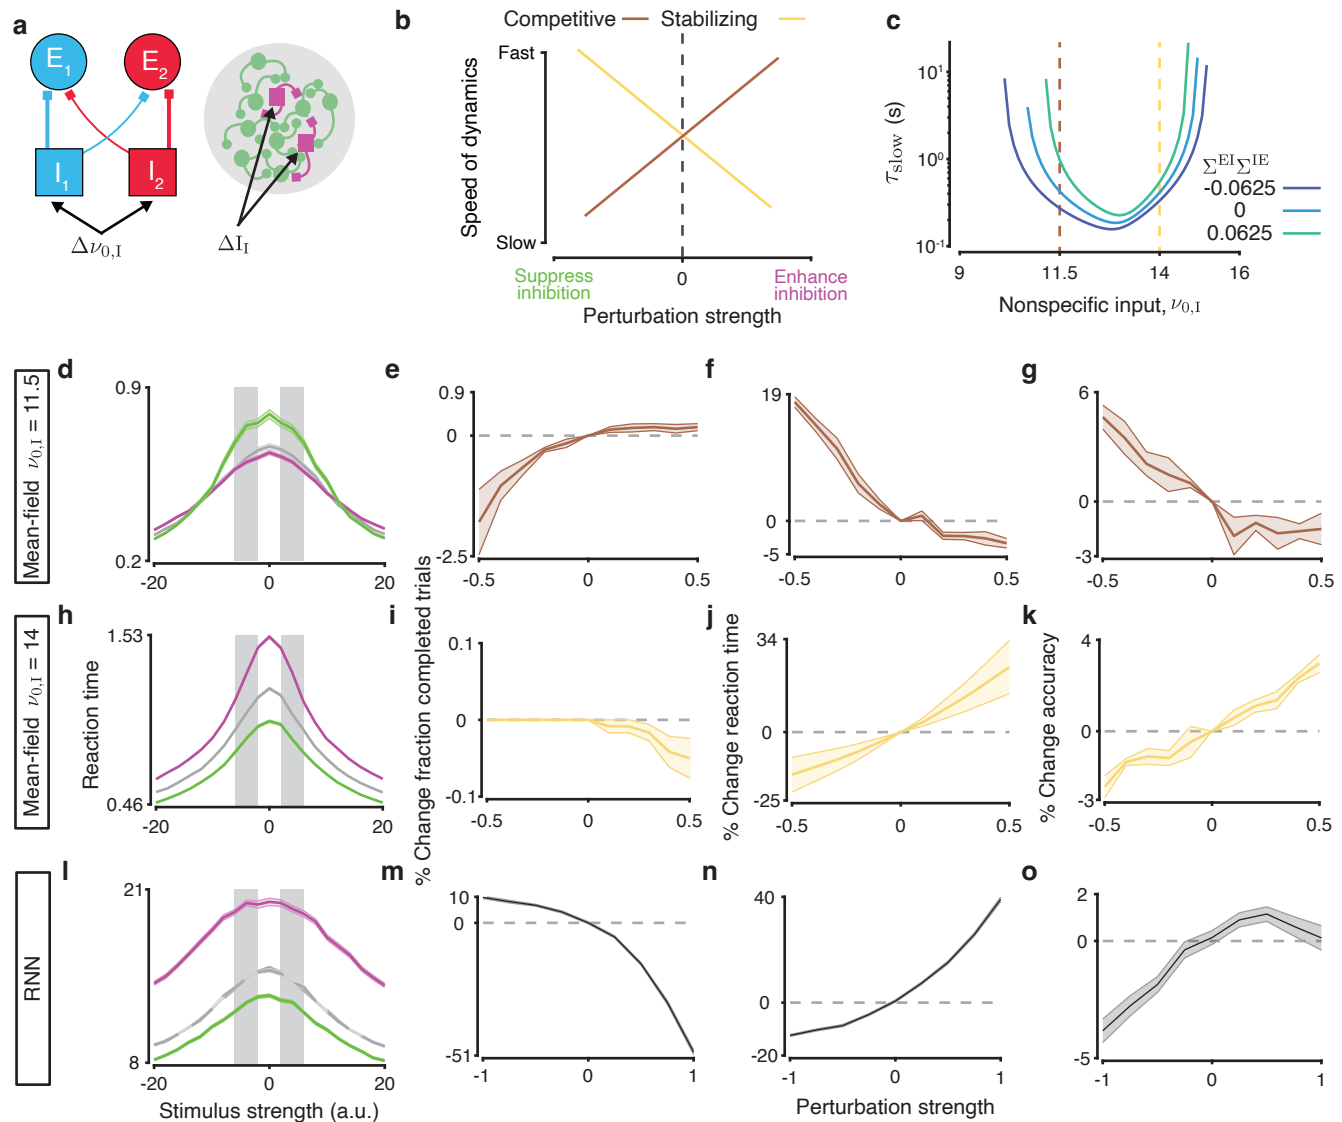 a
E1
E2
I1
I2
Δν0,I
ΔII
b
Competitive
Stabilizing
Fast
Slow
Speed of dynamics
Suppress
inhibition
0
Enhance
inhibition
Perturbation strength
c
10^1
10^0
10^-1
τslow (s)
9
11.5
14
16
Nonspecific input, ν0,I
Σ^EIΣ^IE
-0.0625
0
0.0625
Mean-field ν0,I = 11.5
d
0.9
0.2
-20
0
20
e
0.9
0
-2.5
-0.5
0
0.5
f
19
0
-5
-0.5
0
0.5
g
6
0
-3
-0.5
0
0.5
Mean-field ν0,I = 14
h
Reaction time
1.53
0.46
-20
0
20
i
% Change fraction completed trials
0.1
0
-0.1
-0.5
0
0.5
j
% Change reaction time
34
0
-25
-0.5
0
0.5
k
% Change accuracy
4
0
-3
-0.5
0
0.5
RNN
l
21
8
-20
0
20
Stimulus strength (a.u.)
m
10
0
-51
-1
0
1
n
40
0
-20
-1
0
1
Perturbation strength
o
2
0
-5
-1
0
1